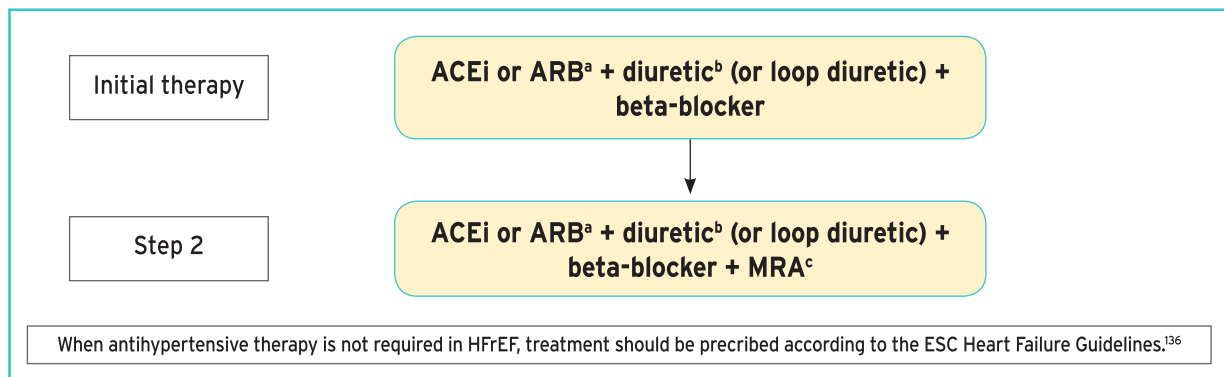 Initial therapy
ACEi or ARBᵃ + diureticᵇ (or loop diuretic) +
beta-blocker
Step 2
ACEi or ARBᵃ + diureticᵇ (or loop diuretic) +
beta-blocker + MRAᶜ
When antihypertensive therapy is not required in HFrEF, treatment should be precribed according to the ESC Heart Failure Guidelines.¹³⁶